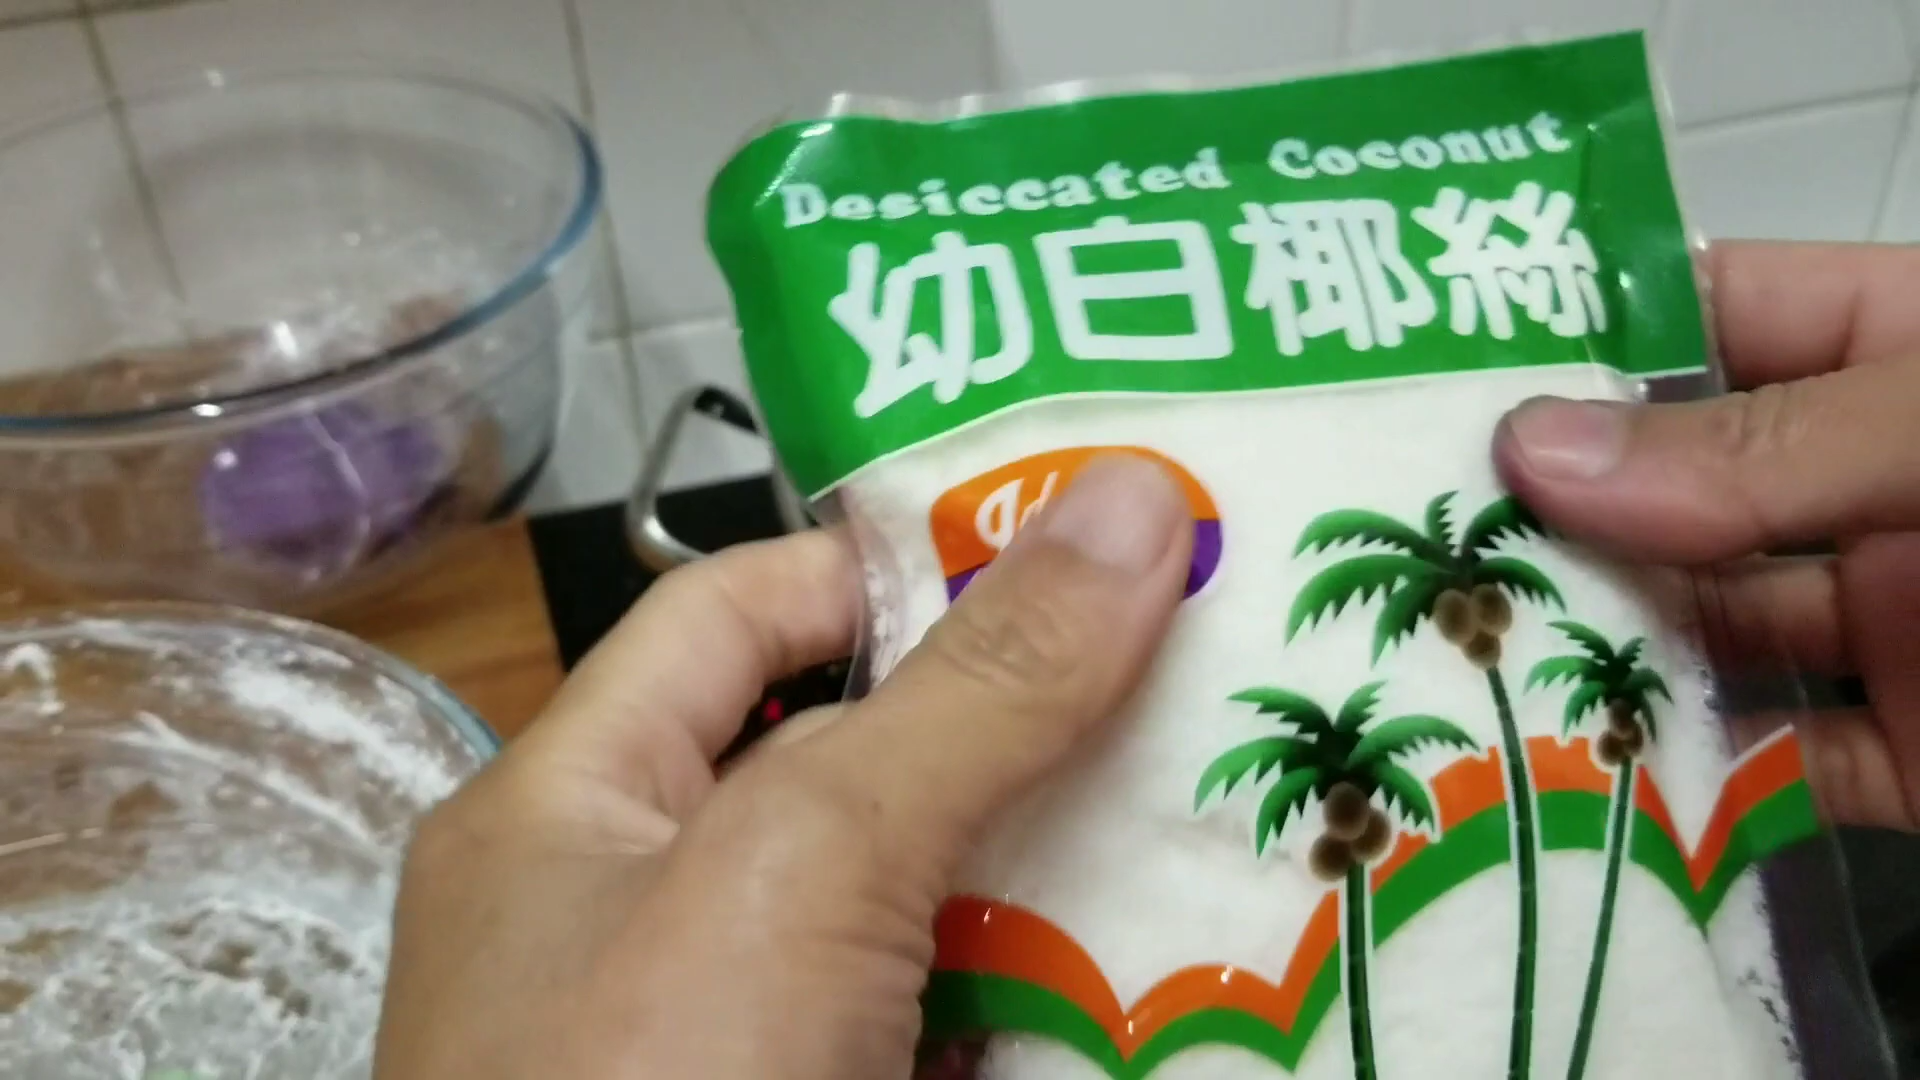 Desiccated Coconut
幼白椰絲